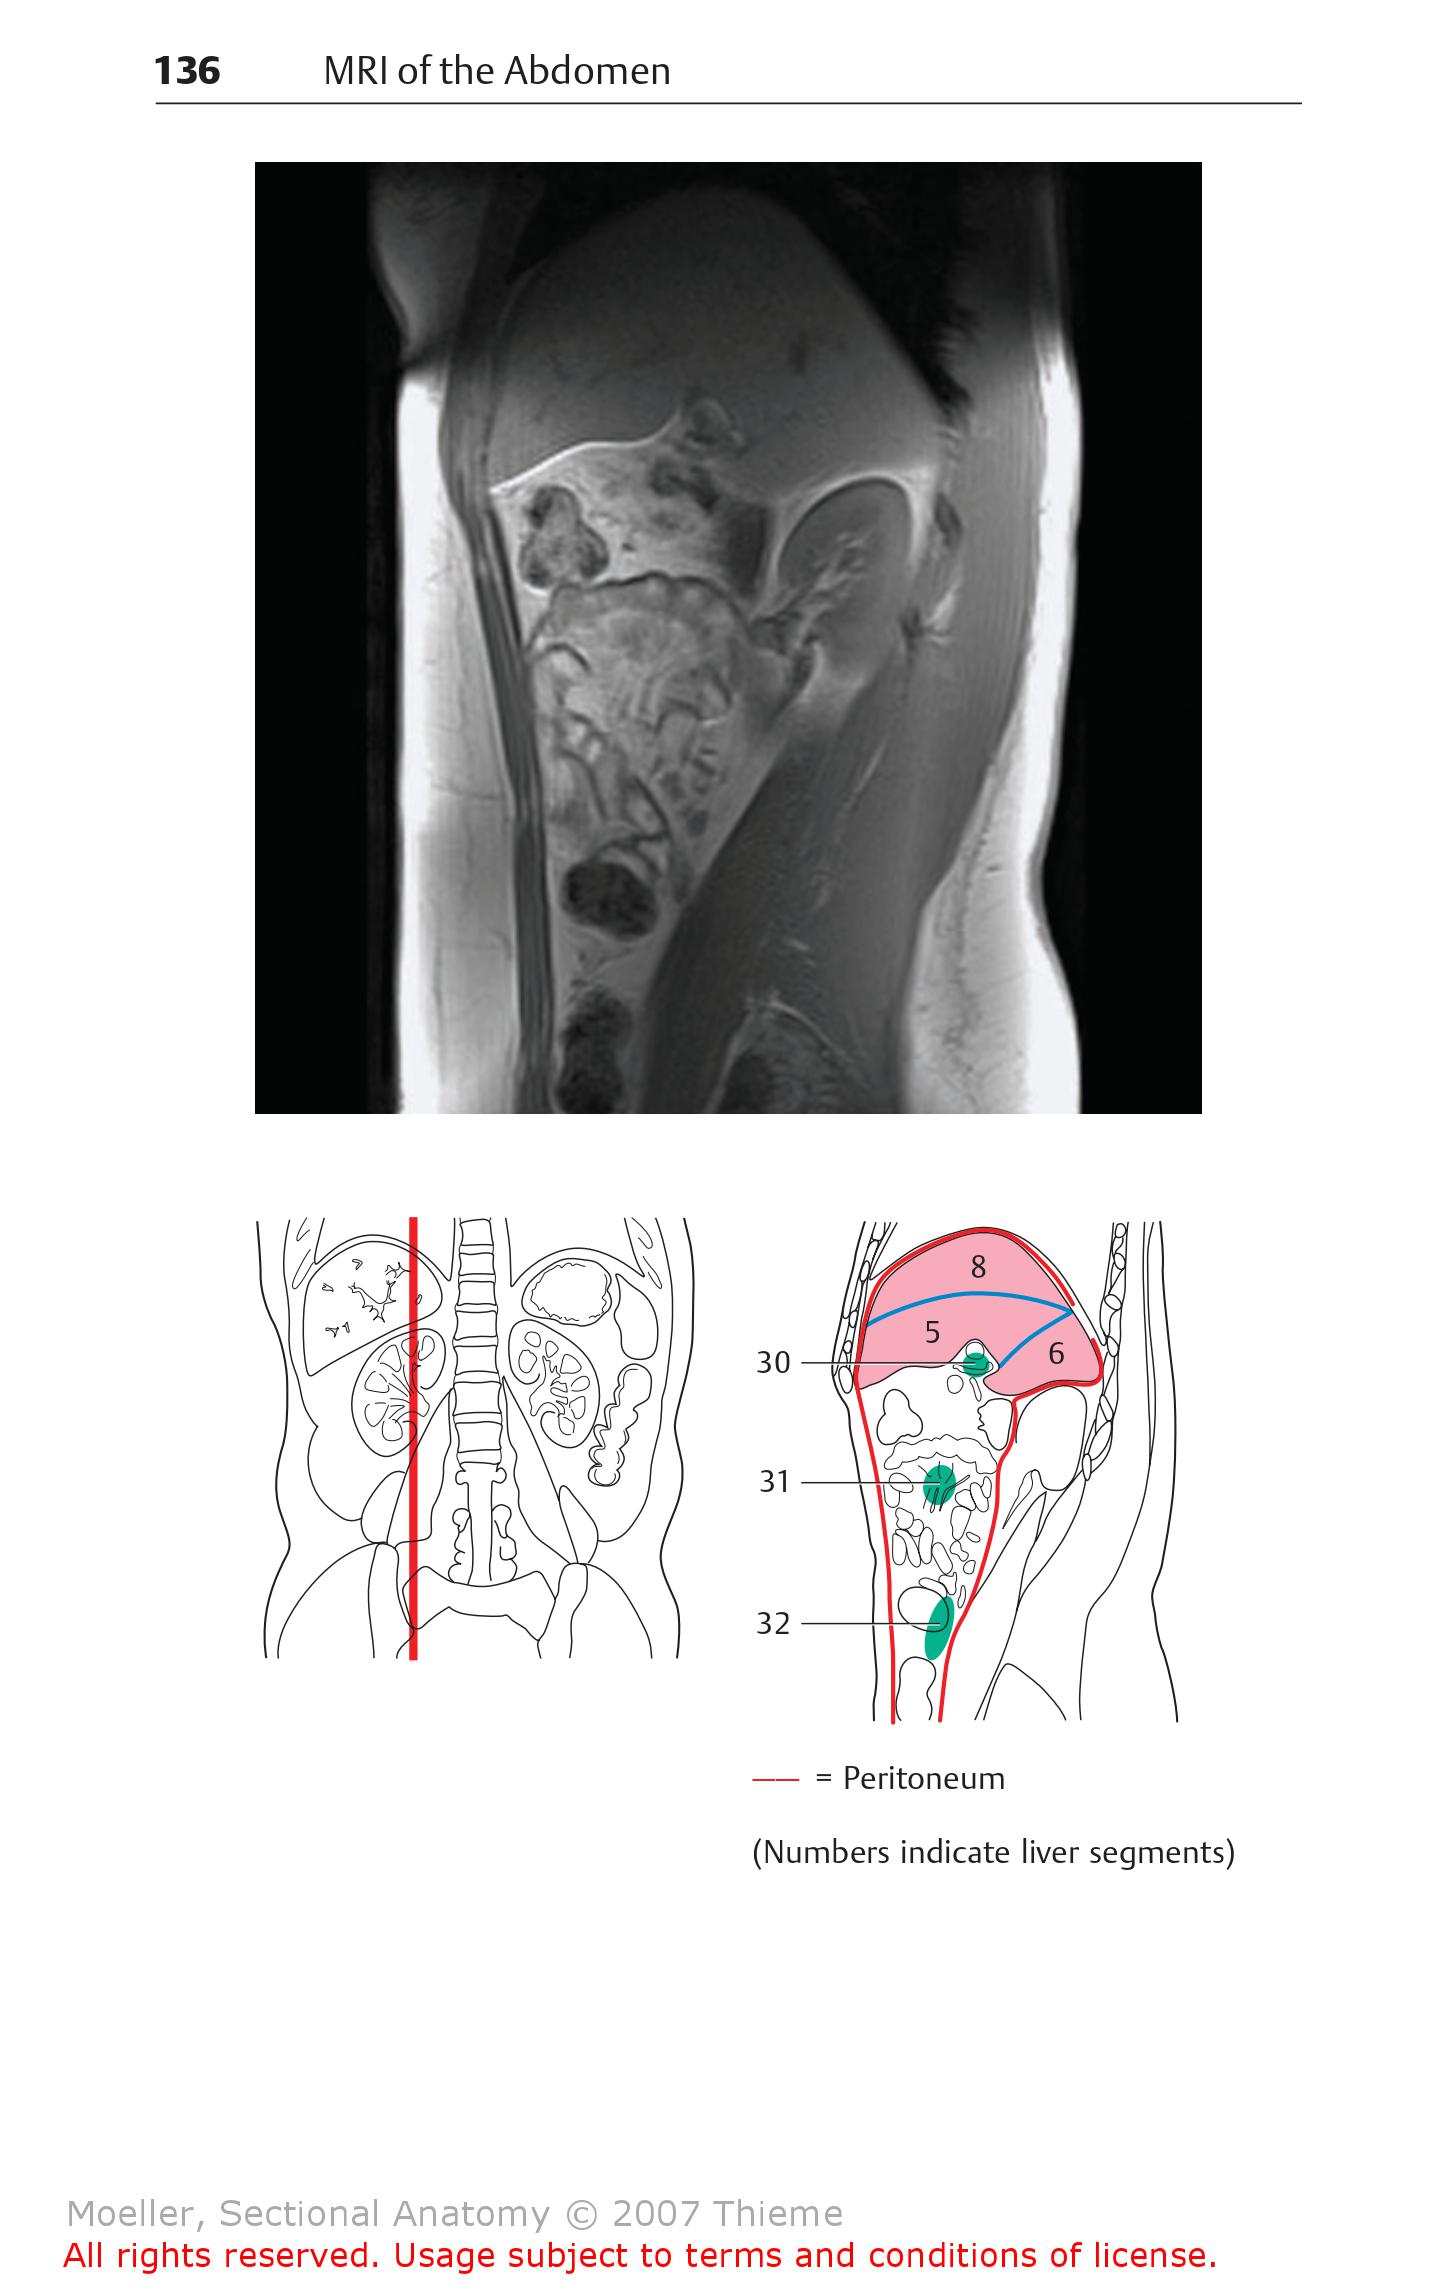 136 MRI of the Abdomen
8
5
6
30
31
32
= Peritoneum
(Numbers indicate liver segments)
Moeller, Sectional Anatomy © 2007 Thieme
All rights reserved. Usage subject to terms and conditions of license.